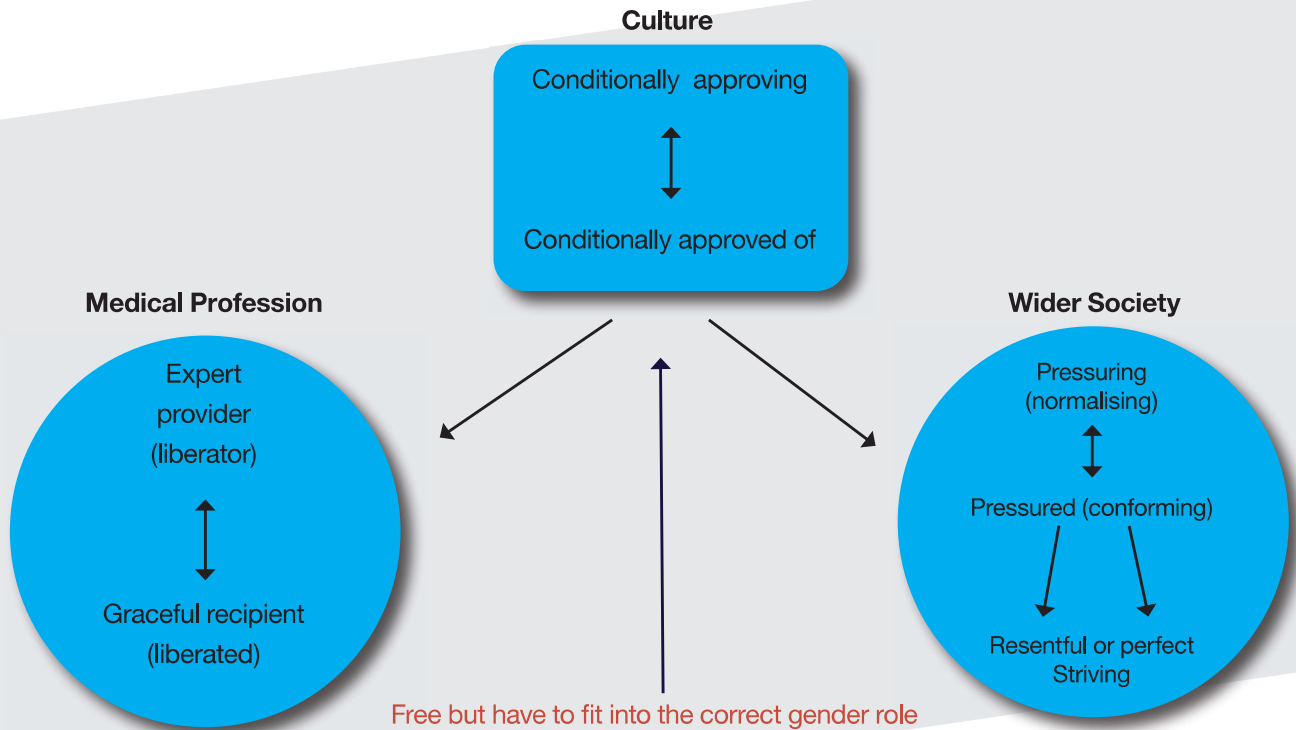 Culture
Conditionally approving
Conditionally approved of
Medical Profession
Expert
provider
(liberator)
Graceful recipient
(liberated)
Wider Society
Pressuring
(normalising)
Pressured (conforming)
Resentful or perfect
Striving
Free but have to fit into the correct gender role